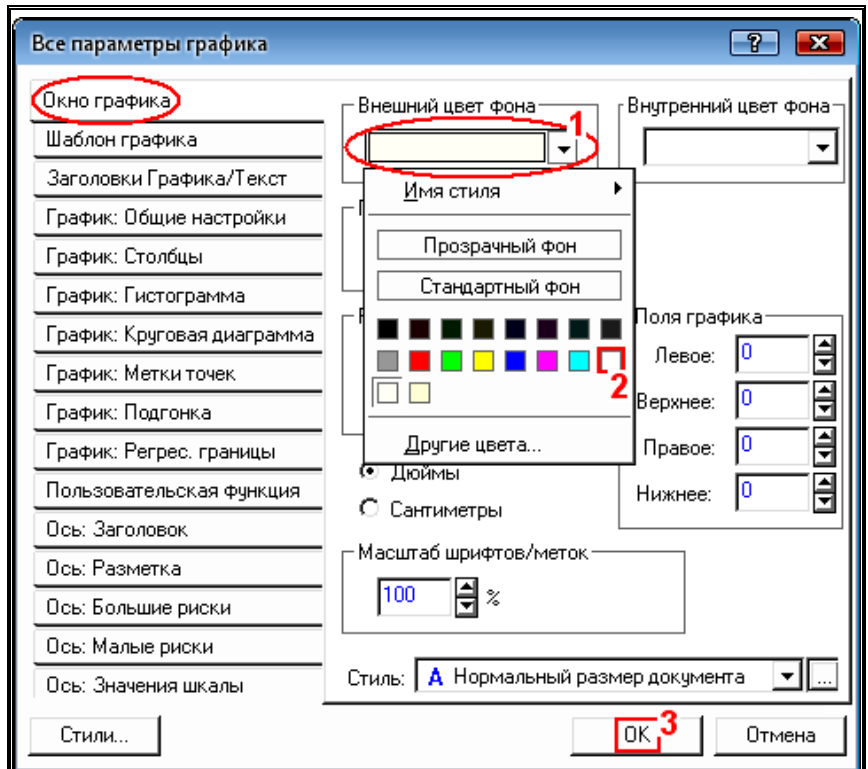 Все параметры графика
?
Окно графика
Шаблон графика
Заголовки Графика/Текст
График: Общие настройки
График: Столбцы
График: Гистограмма
График: Круговая диаграмма
График: Метки точек
График: Подгонка
График: Регрес. границы
Пользовательская функция
Ось: Заголовок
Ось: Разметка
Ось: Большие риски
Ось: Малые риски
Ось: Значения шкалы
Внешний цвет фона
1
Внутренний цвет фона
Имя стиля
Прозрачный фон
Стандартный фон
2
Другие цвета...
Дюймы
Сантиметры
Поля графика
Левое: 0
Верхнее: 0
Правое: 0
Нижнее: 0
Масштаб шрифтов/меток
100 %
Стиль: A Нормальный размер документа ...
Стили...
OK 3
Отмена